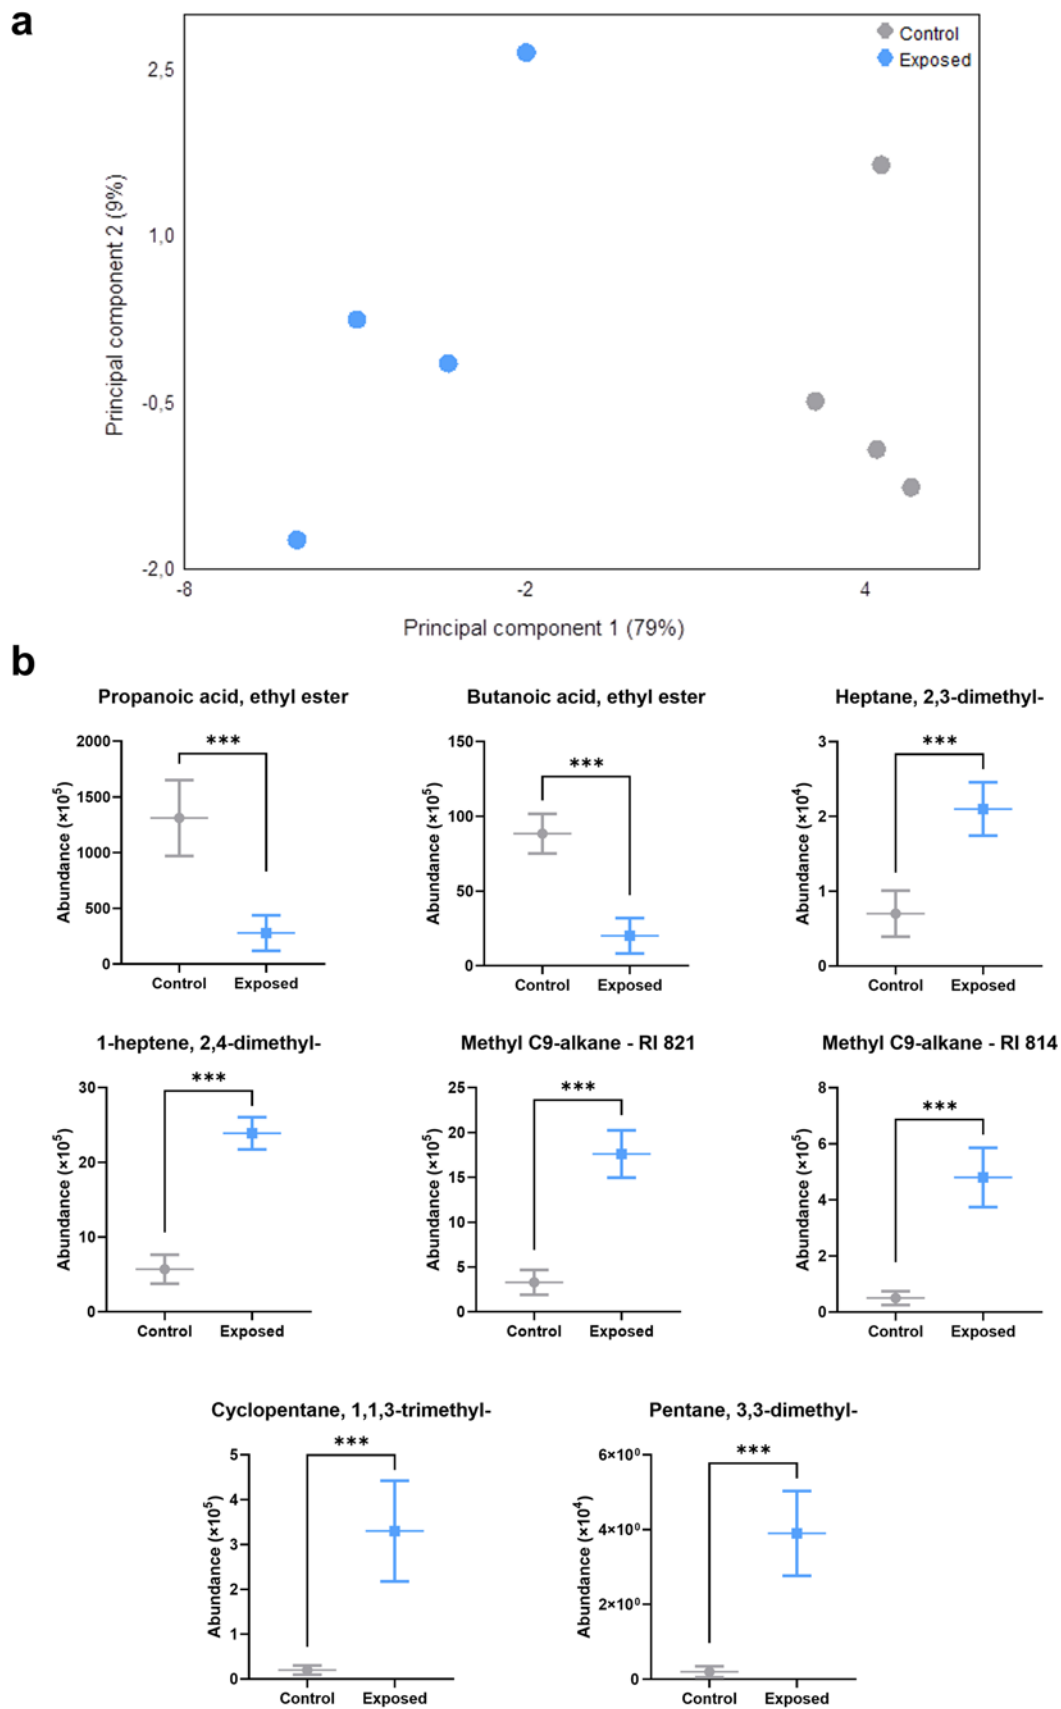 a
Control
Exposed
2,5
1,0
-0,5
-2,0
Principal component 2 (9%)
-8 -2 4
Principal component 1 (79%)
b
Propanoic acid, ethyl ester
2000
1500
1000
500
0
Abundance (×10⁵)
***
Control Exposed
Butanoic acid, ethyl ester
150
100
50
0
Abundance (×10⁵)
***
Control Exposed
Heptane, 2,3-dimethyl-
3
2
1
0
Abundance (×10⁴)
***
Control Exposed
1-heptene, 2,4-dimethyl-
30
20
10
0
Abundance (×10⁵)
***
Control Exposed
Methyl C9-alkane - RI 821
25
20
15
10
5
0
Abundance (×10⁵)
***
Control Exposed
Methyl C9-alkane - RI 814
8
6
4
2
0
Abundance (×10⁵)
***
Control Exposed
Cyclopentane, 1,1,3-trimethyl-
5
4
3
2
1
0
Abundance (×10⁵)
***
Control Exposed
Pentane, 3,3-dimethyl-
6×10⁰
4×10⁰
2×10⁰
0
Abundance (×10⁴)
***
Control Exposed